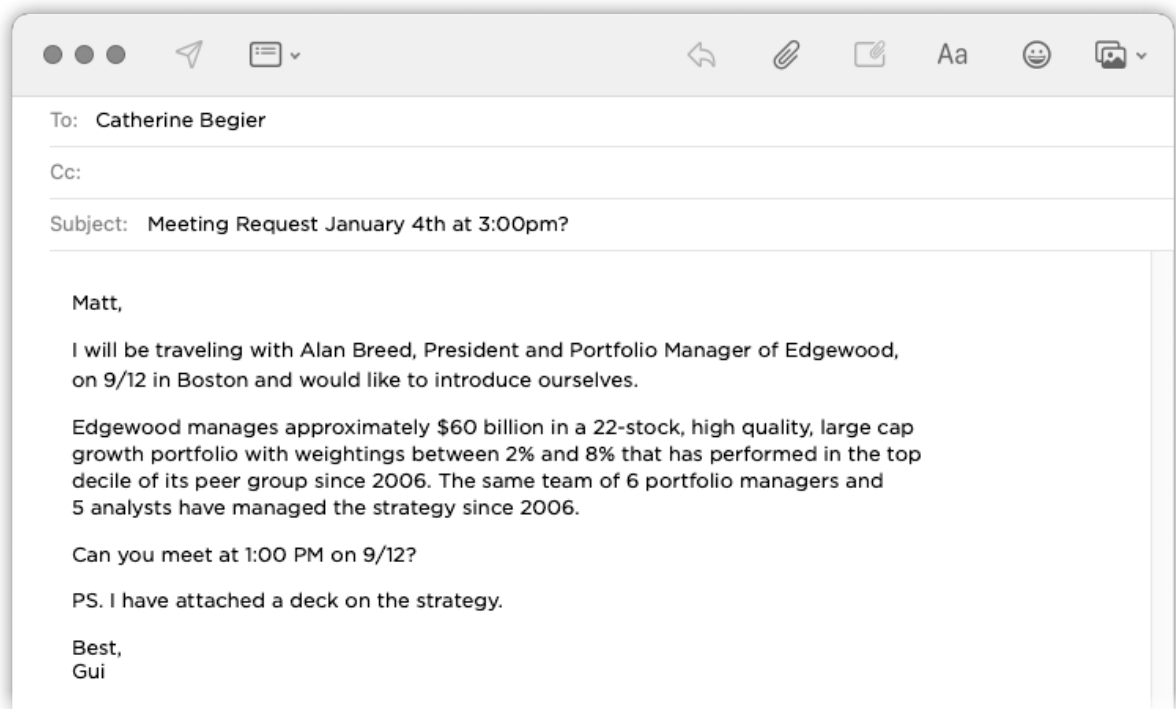 Aa
To: Catherine Begier
Cc:
Subject: Meeting Request January 4th at 3:00pm?
Matt,
I will be traveling with Alan Breed, President and Portfolio Manager of Edgewood,
on 9/12 in Boston and would like to introduce ourselves.
Edgewood manages approximately $60 billion in a 22-stock, high quality, large cap
growth portfolio with weightings between 2% and 8% that has performed in the top
decile of its peer group since 2006. The same team of 6 portfolio managers and
5 analysts have managed the strategy since 2006.
Can you meet at 1:00 PM on 9/12?
PS. I have attached a deck on the strategy.
Best,
Gui